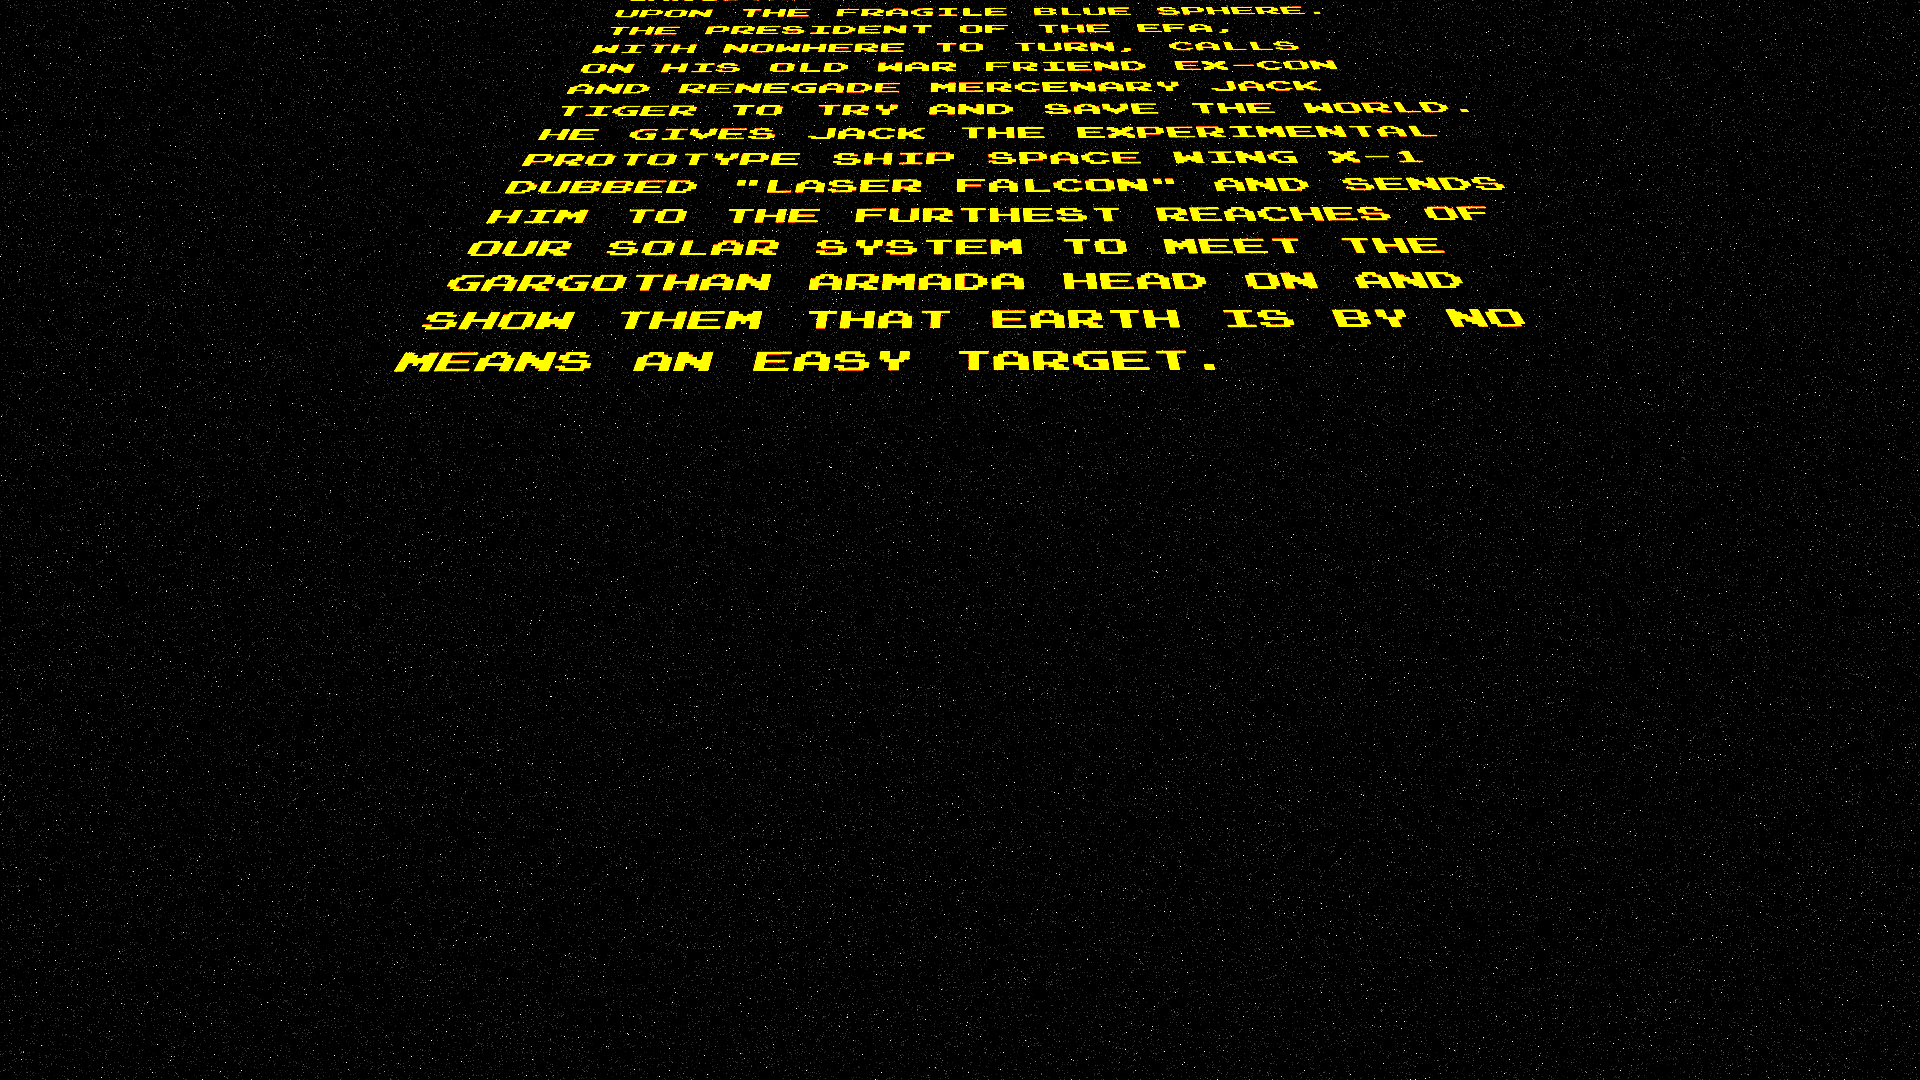 UPON THE FRAGILE BLUE SPHERE.
THE PRESIDENT OF THE EFA,
WITH NOWHERE TO TURN, CALLS
ON HIS OLD WAR FRIEND EX-CON
AND RENEGADE MERCENARY JACK
TIGER TO TRY AND SAVE THE WORLD.
HE GIVES JACK THE EXPERIMENTAL
PROTOTYPE SHIP SPACE WING X-1
DUBBED "LASER FALCON" AND SENDS
HIM TO THE FURTHEST REACHES OF
OUR SOLAR SYSTEM TO MEET THE
GARGOTHAN ARMADA HEAD ON AND
SHOW THEM THAT EARTH IS BY NO
MEANS AN EASY TARGET.